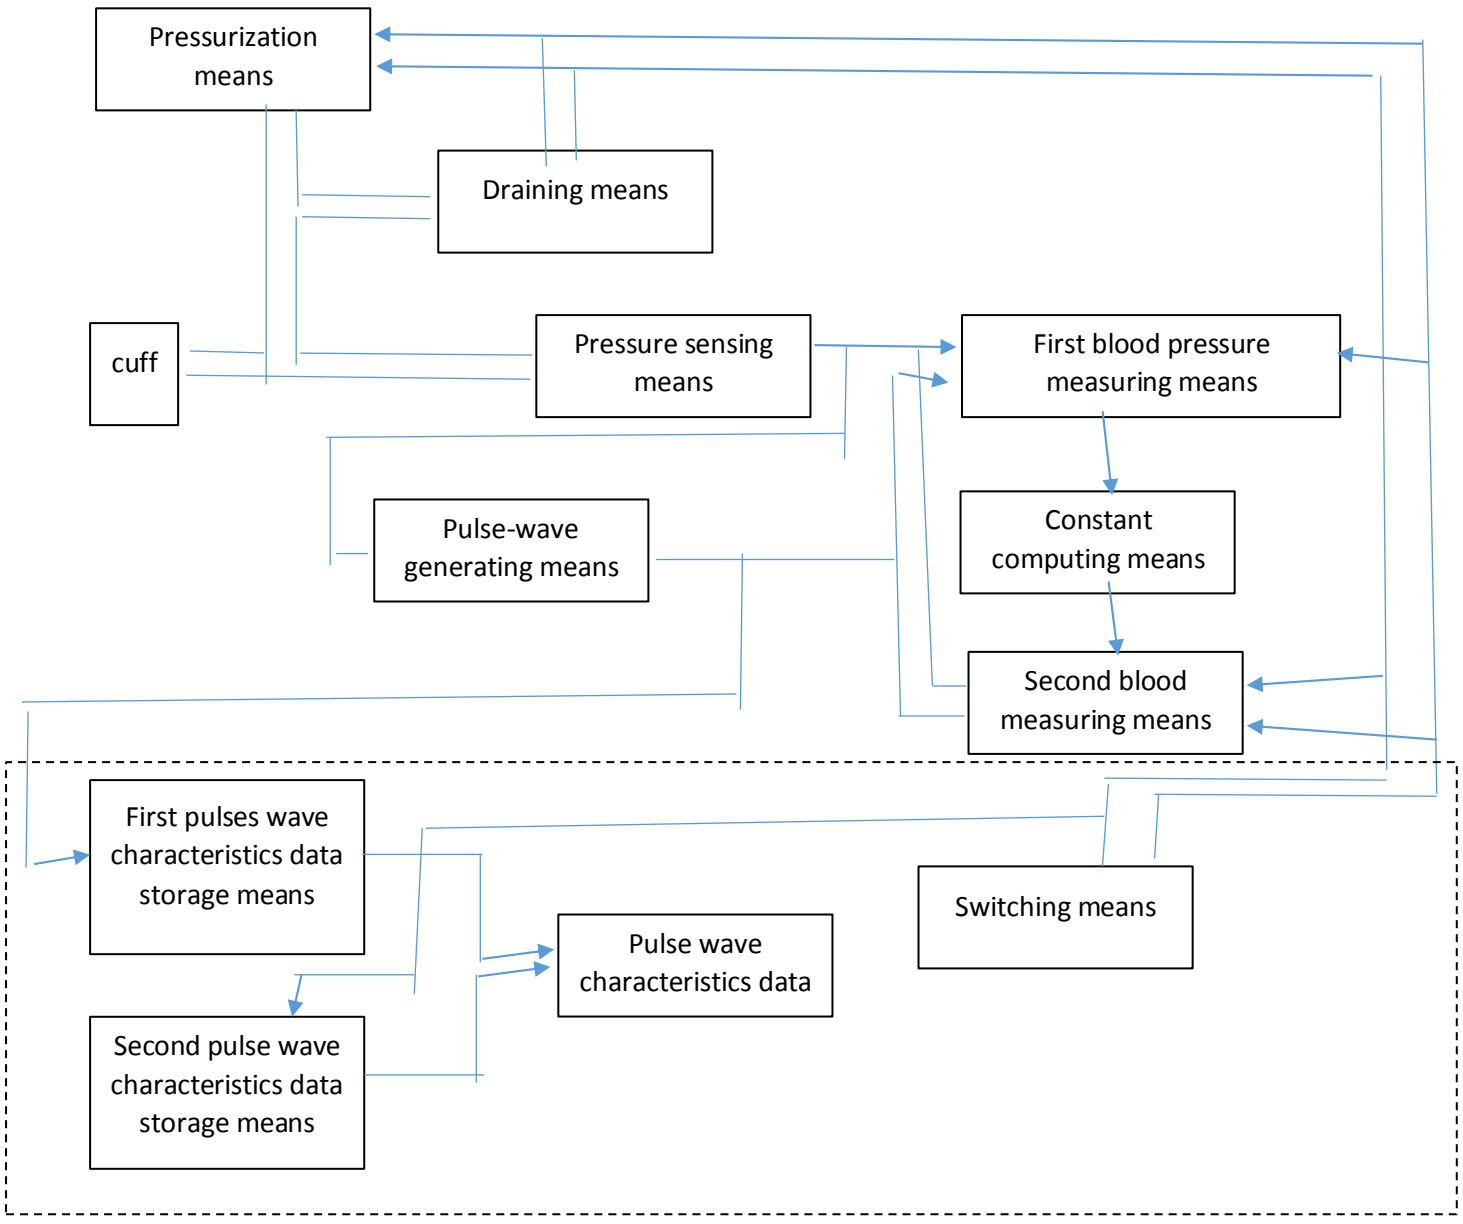 Pressurization
means
Draining means
cuff
Pressure sensing
means
First blood pressure
measuring means
Pulse-wave
generating means
Constant
computing means
Second blood
measuring means
First pulses wave
characteristics data
storage means
Switching means
Pulse wave
characteristics data
Second pulse wave
characteristics data
storage means